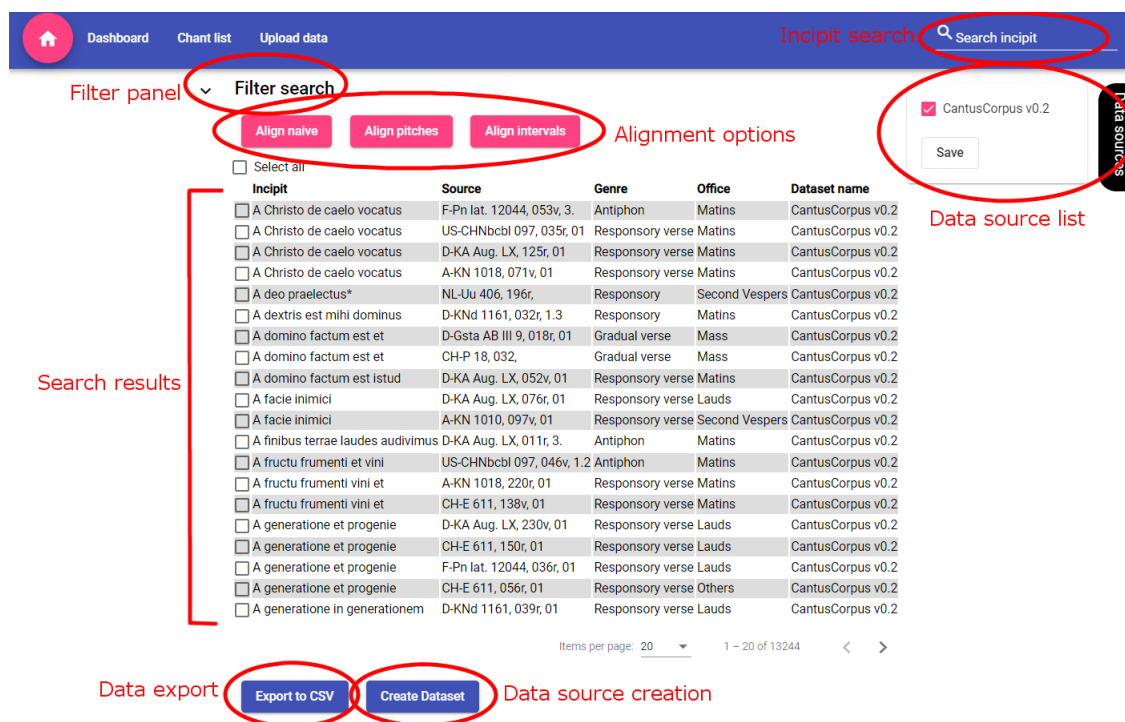 Dashboard Chant list Upload data Incipit search Search incipit
Filter panel Filter search
CantusCorpus v0.2
Align naive Align pitches Align intervals Alignment options
Save
Data sources
Select all
Incipit Source Genre Office Dataset name
Data source list
A Christo de caelo vocatus F-Pn lat. 12044, 053v, 3. Antiphon Matins CantusCorpus v0.2
A Christo de caelo vocatus US-CHNbcbl 097, 035r, 01 Responsory verse Matins CantusCorpus v0.2
A Christo de caelo vocatus D-KA Aug. LX, 125r, 01 Responsory verse Matins CantusCorpus v0.2
A Christo de caelo vocatus A-KN 1018, 071v, 01 Responsory verse Matins CantusCorpus v0.2
A deo praelectus* NL-Uu 406, 196r, Responsory Second Vespers CantusCorpus v0.2
A dextris est mihi dominus D-KNd 1161, 032r, 1.3 Responsory Matins CantusCorpus v0.2
A domino factum est et D-Gsta AB III 9, 018r, 01 Gradual verse Mass CantusCorpus v0.2
A domino factum est et CH-P 18, 032, Gradual verse Mass CantusCorpus v0.2
Search results
A domino factum est istud D-KA Aug. LX, 052v, 01 Responsory verse Matins CantusCorpus v0.2
A facie inimici D-KA Aug. LX, 076r, 01 Responsory verse Lauds CantusCorpus v0.2
A facie inimici A-KN 1010, 097v, 01 Responsory verse Second Vespers CantusCorpus v0.2
A finibus terrae laudes audivimus D-KA Aug. LX, 011r, 3. Antiphon Matins CantusCorpus v0.2
A fructu frumenti et vini US-CHNbcbl 097, 046v, 1.2 Antiphon Matins CantusCorpus v0.2
A fructu frumenti vini et A-KN 1018, 220r, 01 Responsory verse Matins CantusCorpus v0.2
A fructu frumenti vini et CH-E 611, 138v, 01 Responsory verse Matins CantusCorpus v0.2
A generatione et progenie D-KA Aug. LX, 230v, 01 Responsory verse Lauds CantusCorpus v0.2
A generatione et progenie CH-E 611, 150r, 01 Responsory verse Lauds CantusCorpus v0.2
A generatione et progenie F-Pn lat. 12044, 036r, 01 Responsory verse Lauds CantusCorpus v0.2
A generatione et progenie CH-E 611, 056r, 01 Responsory verse Others CantusCorpus v0.2
A generatione in generationem D-KNd 1161, 039r, 01 Responsory verse Lauds CantusCorpus v0.2
Items per page: 20 1 – 20 of 13244
Data export Export to CSV Create Dataset Data source creation